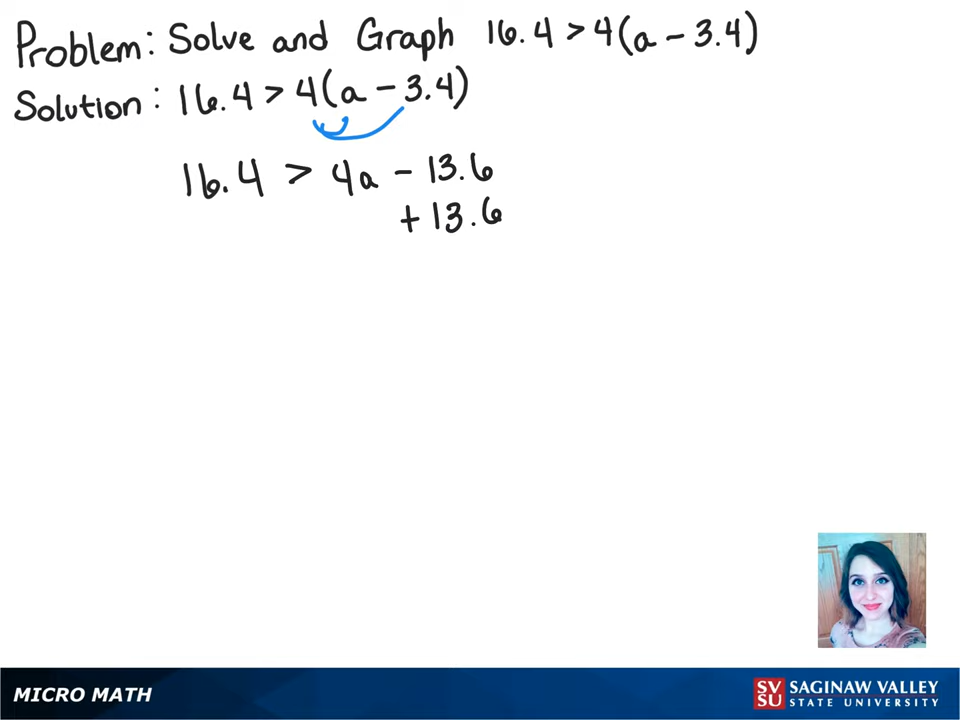 Problem: Solve and Graph 16.4 > 4(a - 3.4)
Solution: 16.4 > 4(a - 3.4)
16.4 > 4a - 13.6
+ 13.6
MICRO MATH
SV SU SAGINAW VALLEY STATE UNIVERSITY